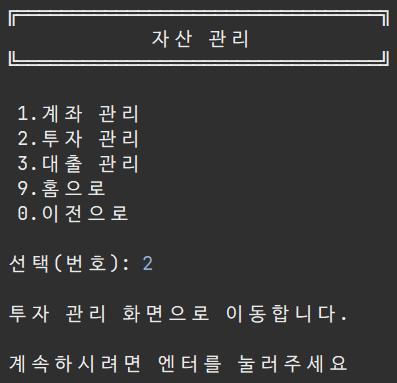 자산 관리
1.계좌 관리
2.투자 관리
3.대출 관리
9.홈으로
0.이전으로
선택(번호): 2
투자 관리 화면으로 이동합니다.
계속하시려면 엔터를 눌러주세요